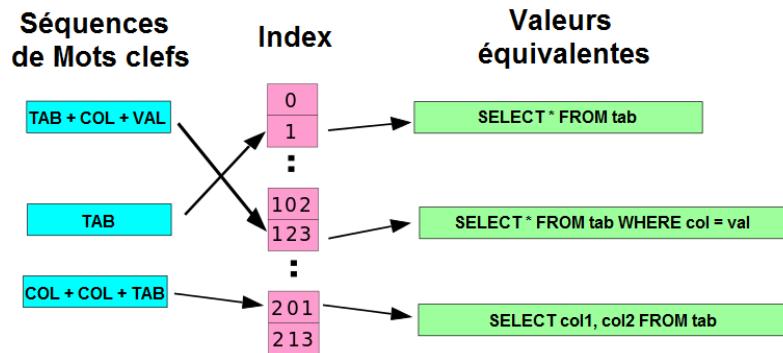 Séquences
de Mots clefs
Index
Valeurs
équivalentes
TAB + COL + VAL
0
1
SELECT * FROM tab
:
TAB
102
123
SELECT * FROM tab WHERE col = val
:
COL + COL + TAB
201
213
SELECT col1, col2 FROM tab